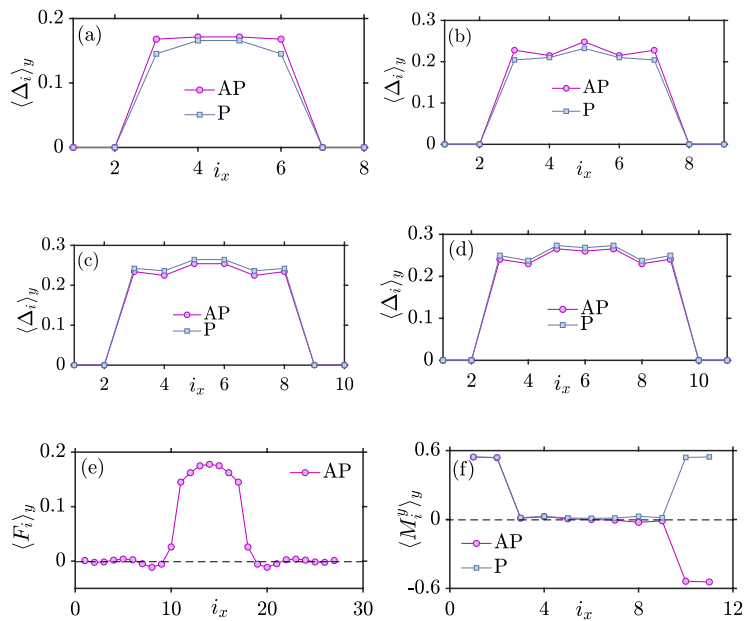 (a)
0.2
0.1
0
⟨Δᵢ⟩ᵧ
AP
P
2 4 6 8
iₓ
(b)
0.3
0.2
0.1
0
⟨Δᵢ⟩ᵧ
AP
P
2 4 6 8
iₓ
(c)
0.3
0.2
0.1
0
⟨Δᵢ⟩ᵧ
AP
P
2 4 6 8 10
iₓ
(d)
0.3
0.2
0.1
0
⟨Δᵢ⟩ᵧ
AP
P
2 4 6 8 10
iₓ
(e)
0.2
0.1
0
⟨Fᵢ⟩ᵧ
AP
0 10 20 30
iₓ
(f)
0.6
0
-0.6
⟨Mᵢʸ⟩ᵧ
AP
P
0 4 8 12
iₓ